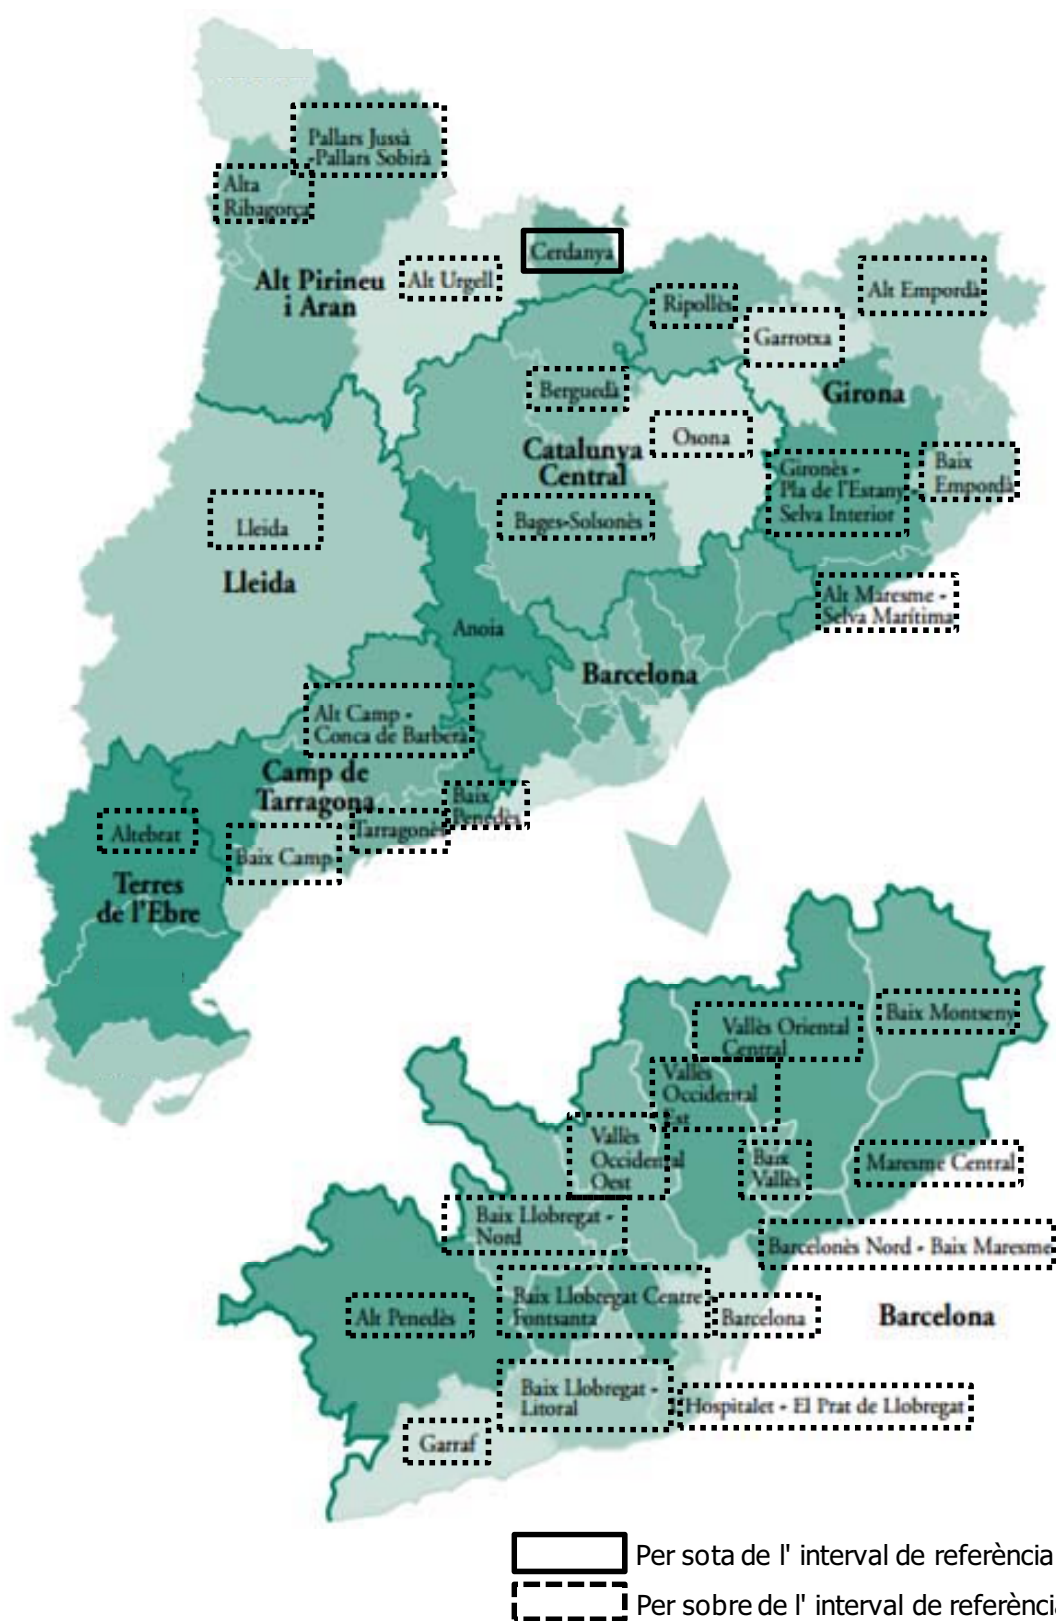 Pallars Jussà
-Pallars Sobirà
Alta
Ribagorça
Cerdanya
Alt Pirineu
i Aran
Alt Urgell
Alt Empordà
Ripollès
Garrotxa
Berguedà
Girona
Osona
Catalunya
Central
Gironès -
Pla de l'Estany -
Selva Interior
Baix
Empordà
Lleida
Bages-Solsonès
Lleida
Alt Maresme -
Selva Marítima
Anoia
Barcelona
Alt Camp -
Conca de Barberà
Camp de
Tarragona
Baix
Penedès
Altebrat
Tarragonès
Baix Camp
Terres
de l'Ebre
Baix Montseny
Vallès Oriental
Central
Vallès
Occidental
Est
Vallès
Occidental
Oest
Baix
Vallès
Maresme Central
Baix Llobregat -
Nord
Barcelonès Nord - Baix Maresme
Baix Llobregat Centre -
Fontsanta
Alt Penedès
Barcelona
Barcelona
Baix Llobregat -
Litoral
Hospitalet - El Prat de Llobregat
Garraf
Per sota de l' interval de referència
Per sobre de l' interval de referència